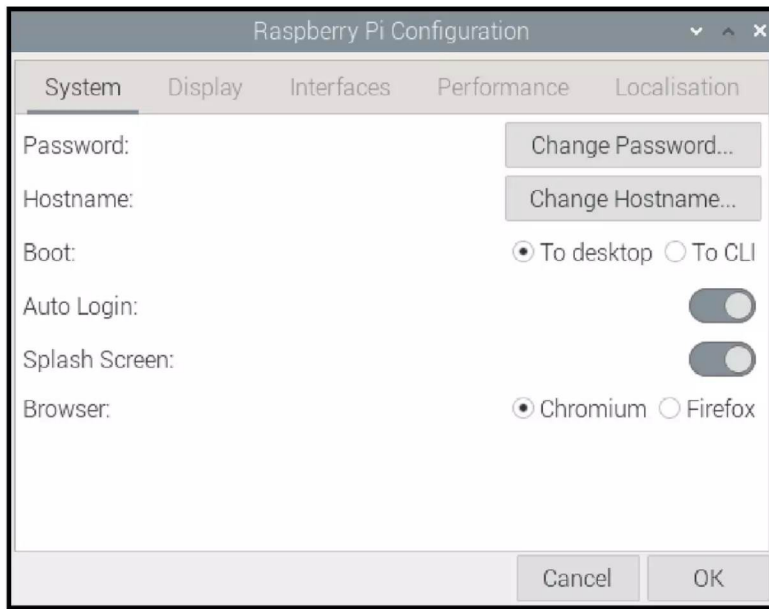 Raspberry Pi Configuration
System Display Interfaces Performance Localisation
Password: Change Password...
Hostname: Change Hostname...
Boot: To desktop To CLI
Auto Login:
Splash Screen:
Browser: Chromium Firefox
Cancel OK